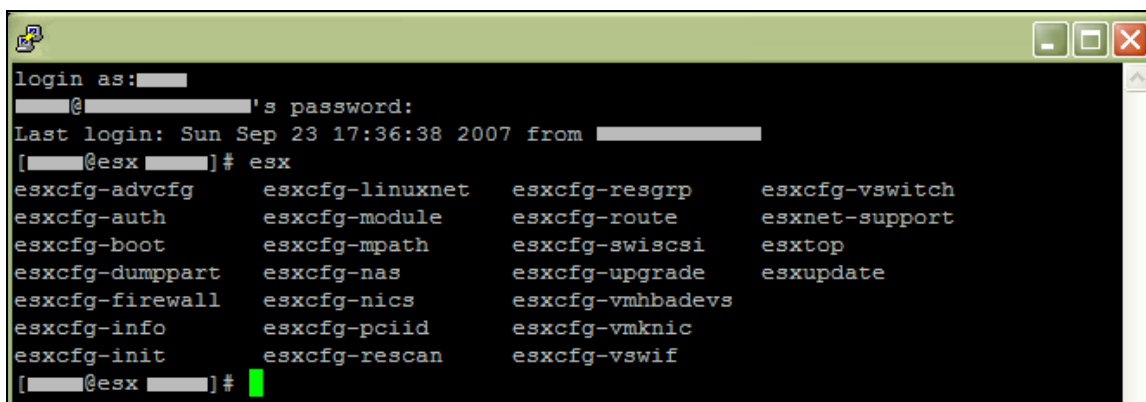 login as:
@'s password:
Last login: Sun Sep 23 17:36:38 2007 from
[@esx ]# esx
esxcfg-advcfg esxcfg-linuxnet esxcfg-resgrp esxcfg-vswitch
esxcfg-auth esxcfg-module esxcfg-route esxnet-support
esxcfg-boot esxcfg-mpath esxcfg-swiscsi esxtop
esxcfg-dumppart esxcfg-nas esxcfg-upgrade esxupdate
esxcfg-firewall esxcfg-nics esxcfg-vmhbadevs
esxcfg-info esxcfg-pciid esxcfg-vmknic
esxcfg-init esxcfg-rescan esxcfg-vswif
[@esx ]#